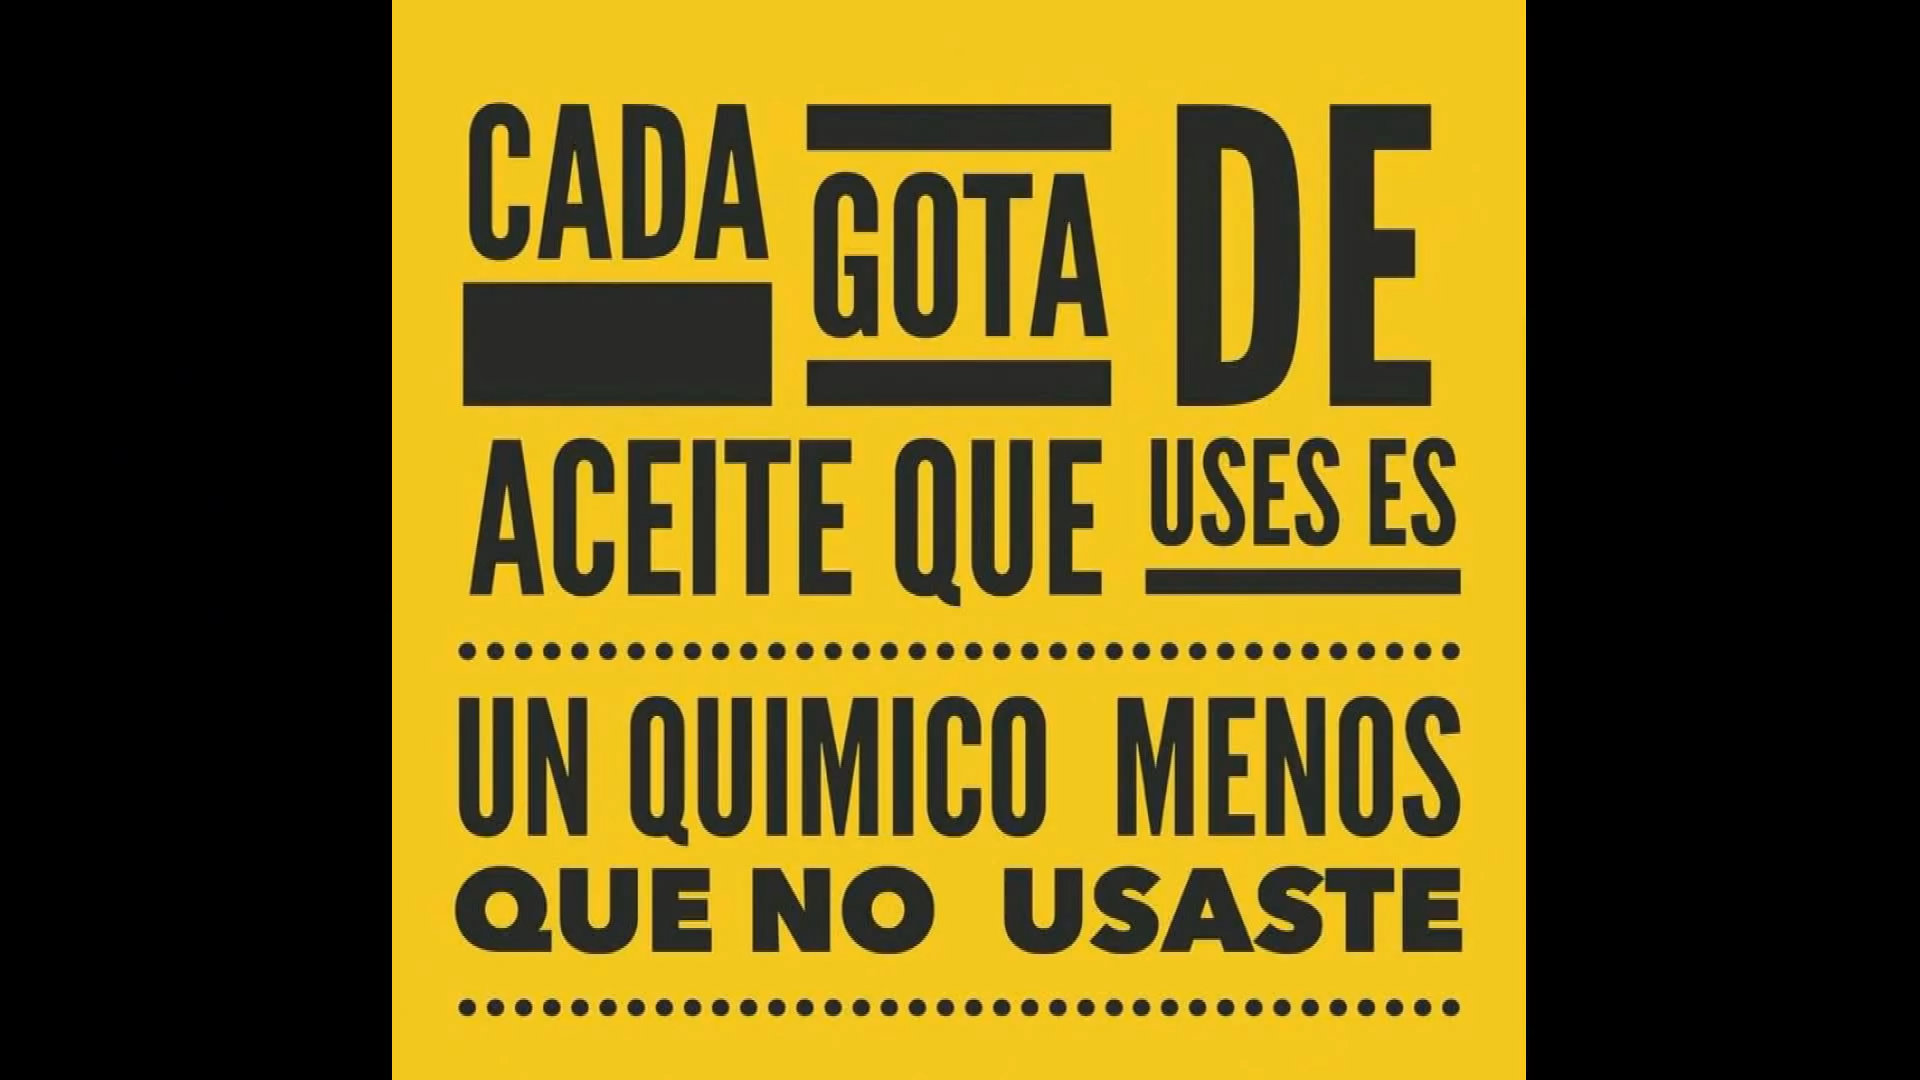 CADA GOTA DE
ACEITE QUE USES ES
UN QUIMICO MENOS
QUE NO USASTE